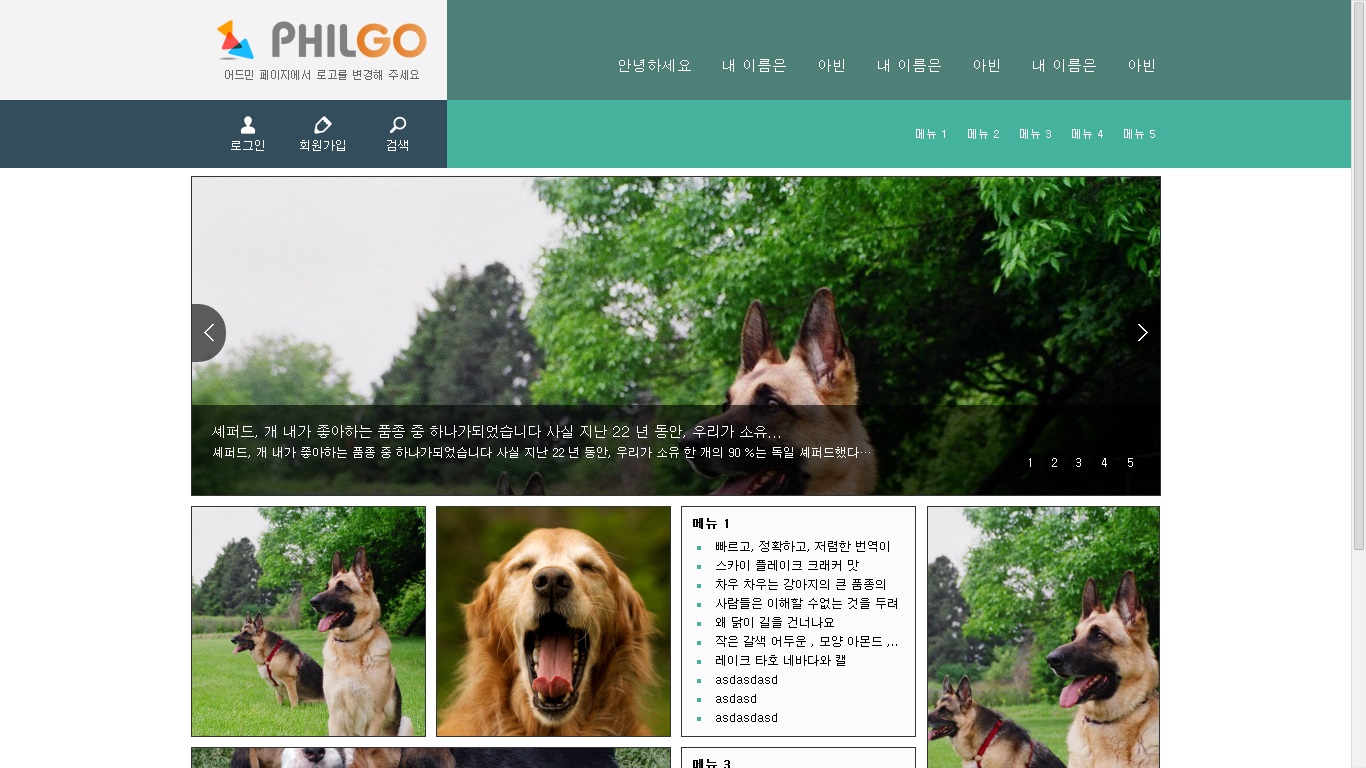 PHILGO
어드민 페이지에서 로고를 변경해 주세요
안녕하세요 내 이름은 아빈 내 이름은 아빈 내 이름은 아빈
로그인 회원가입 검색
메뉴 1 메뉴 2 메뉴 3 메뉴 4 메뉴 5
셰퍼드, 개 내가 좋아하는 품종 중 하나가되었습니다 사실 지난 22 년 동안, 우리가 소유...
셰퍼드, 개 내가 좋아하는 품종 중 하나가되었습니다 사실 지난 22 년 동안, 우리가 소유 한 개의 90 %는 독일 셰퍼드했다…
1 2 3 4 5
메뉴 1
빠르고, 정확하고, 저렴한 번역이
스카이 플레이크 크래커 맛
차우 차우는 강아지의 큰 품종의
사람들은 이해할 수없는 것을 두려
왜 닭이 길을 건너나요
작은 갈색 어두운 , 모양 아몬드 ,...
레이크 타호 네바다와 캘
asdasdasd
asdasd
asdasdasd
메뉴 3